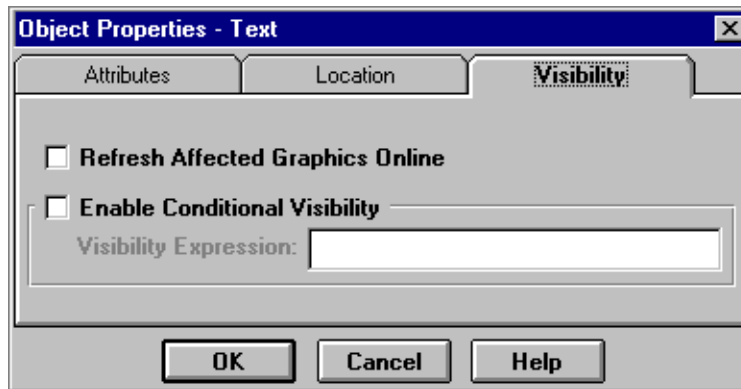 Object Properties - Text
Attributes Location Visibility
Refresh Affected Graphics Online
Enable Conditional Visibility
Visibility Expression:
OK Cancel Help